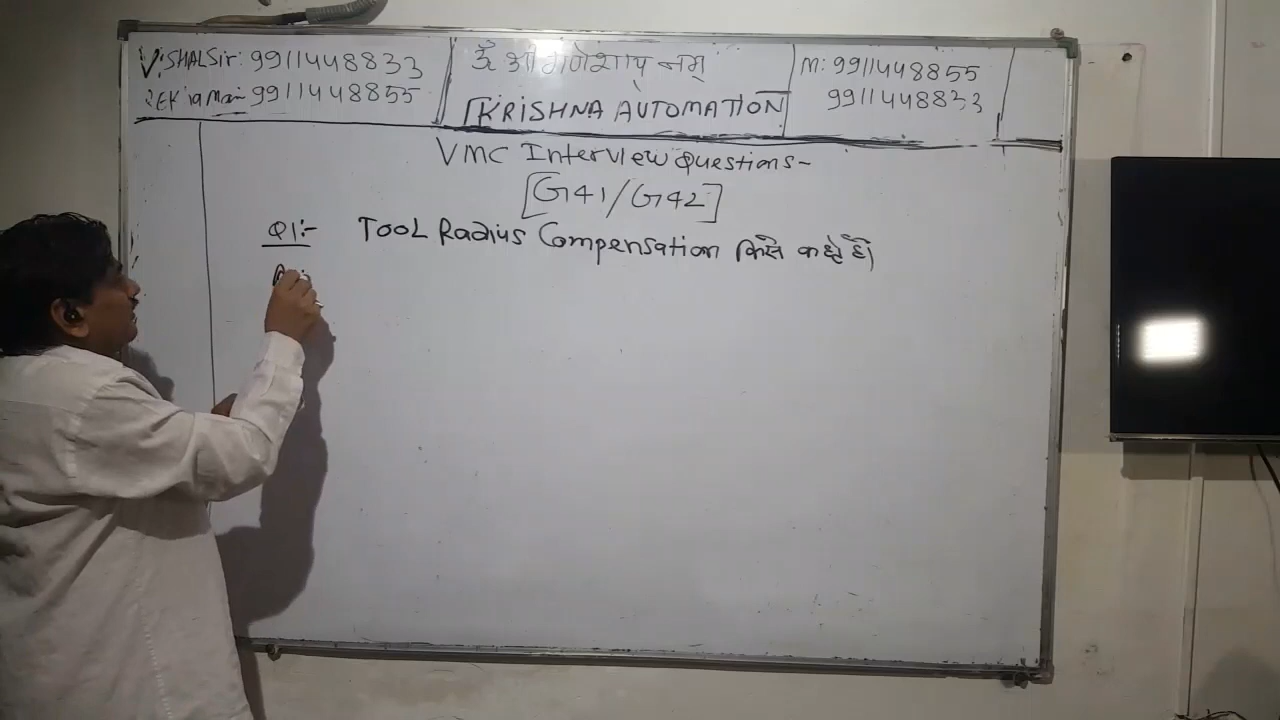 VISHAL Sir: 9911448833
9911448855
ॐ श्री गणेशाय नमः
KRISHNA AUTOMATION
M: 9911448855
9911448833
VMC Interview Questions-
[G41/G42]
Q1:- Tool Radius Compensation किसे कहते हैं।